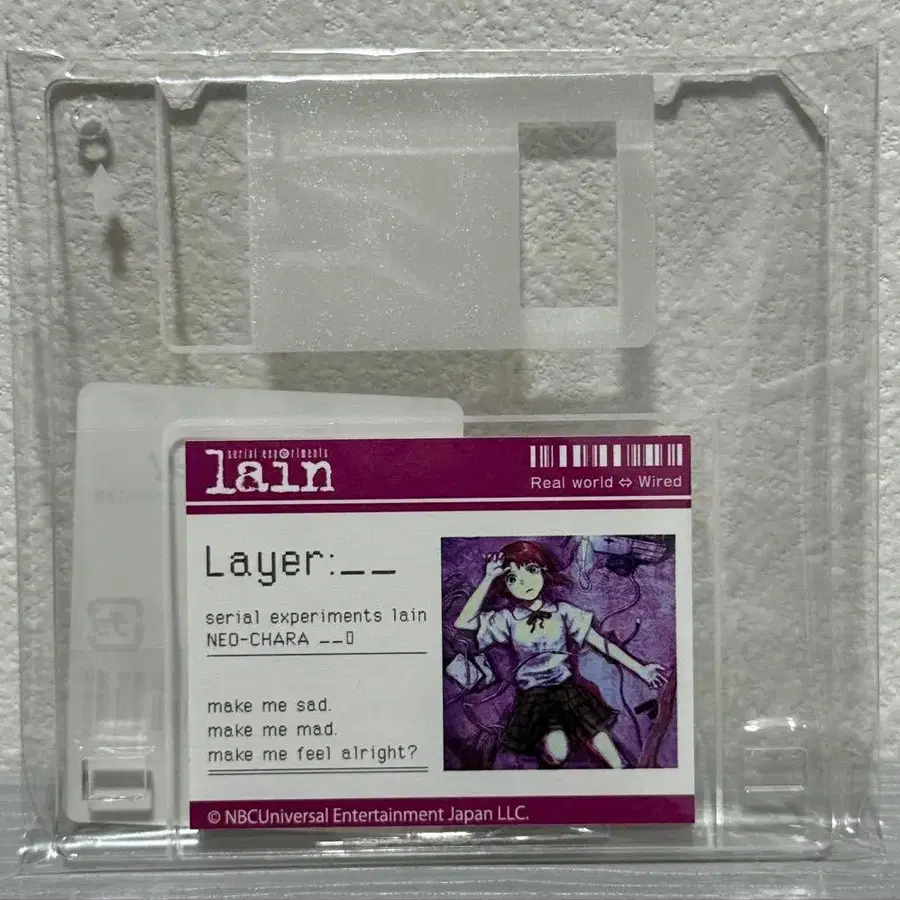 serial experiments
lain
Real world ⇔ Wired
Layer:__
serial experiments lain
NEO-CHARA __▯
make me sad.
make me mad.
make me feel alright?
© NBCUniversal Entertainment Japan LLC.